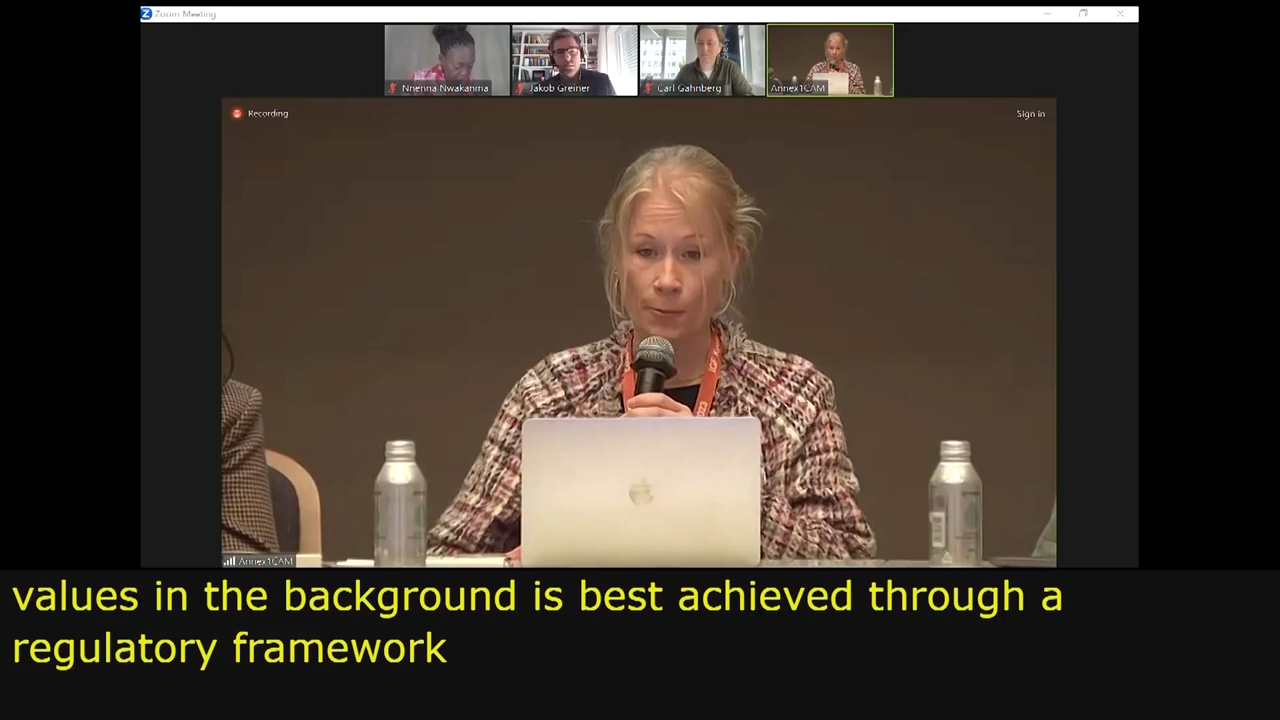 Zoom Meeting
Nnenna Nwakanma
Jakob Greiner
Carl Gahnberg
Annex1CAM
Recording
Sign in
Annex1CAM
values in the background is best achieved through a
regulatory framework